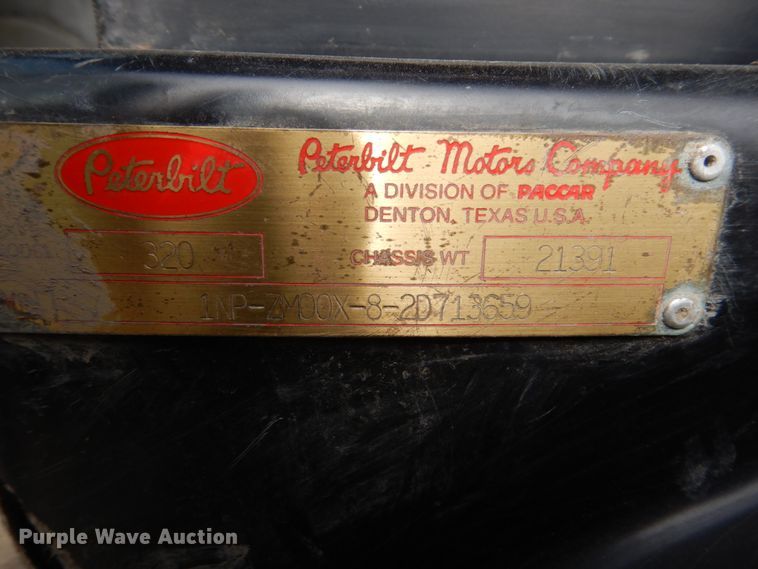 Peterbilt
Peterbilt Motors Company
A DIVISION OF PACCAR
DENTON, TEXAS U.S.A.
320
CHASSIS WT 21391
1NP-ZM00X-8-2D713659
Purple Wave Auction